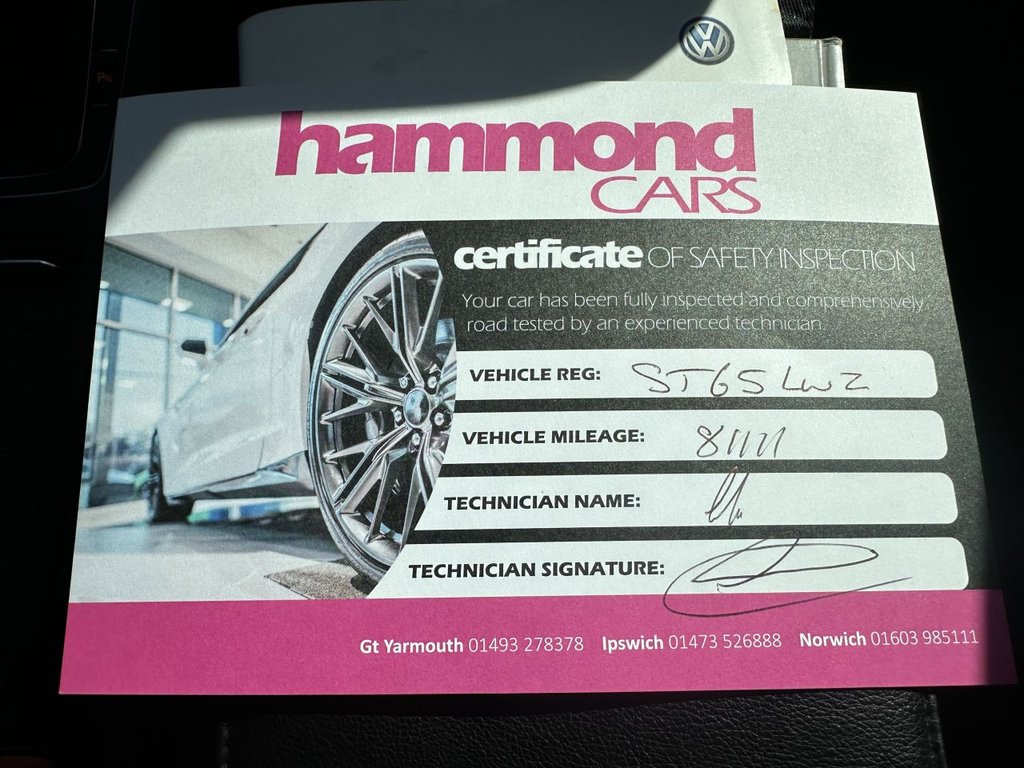 hammond
CARS
certificate OF SAFETY INSPECTION
Your car has been fully inspected and comprehensively
road tested by an experienced technician.
VEHICLE REG: ST65 LWZ
VEHICLE MILEAGE:
TECHNICIAN NAME:
TECHNICIAN SIGNATURE:
Gt Yarmouth 01493 278378 Ipswich 01473 526888 Norwich 01603 985111